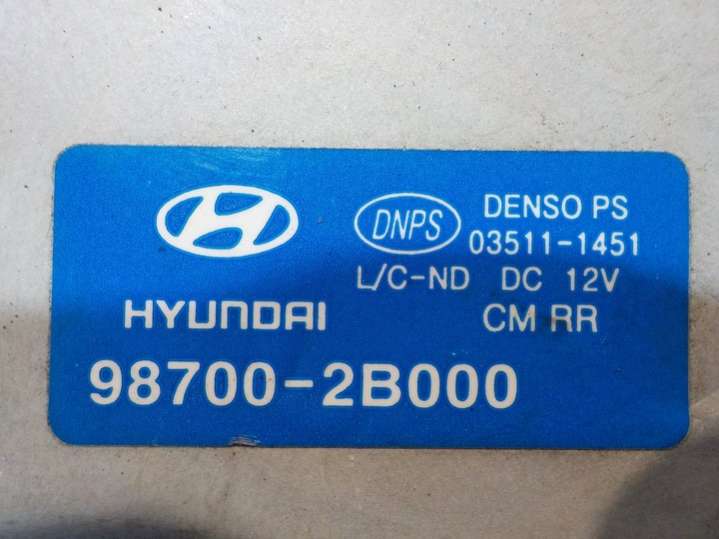 DNPS
DENSO PS
03511-1451
L/C-ND DC 12V
HYUNDAI
CM RR
98700-2B000